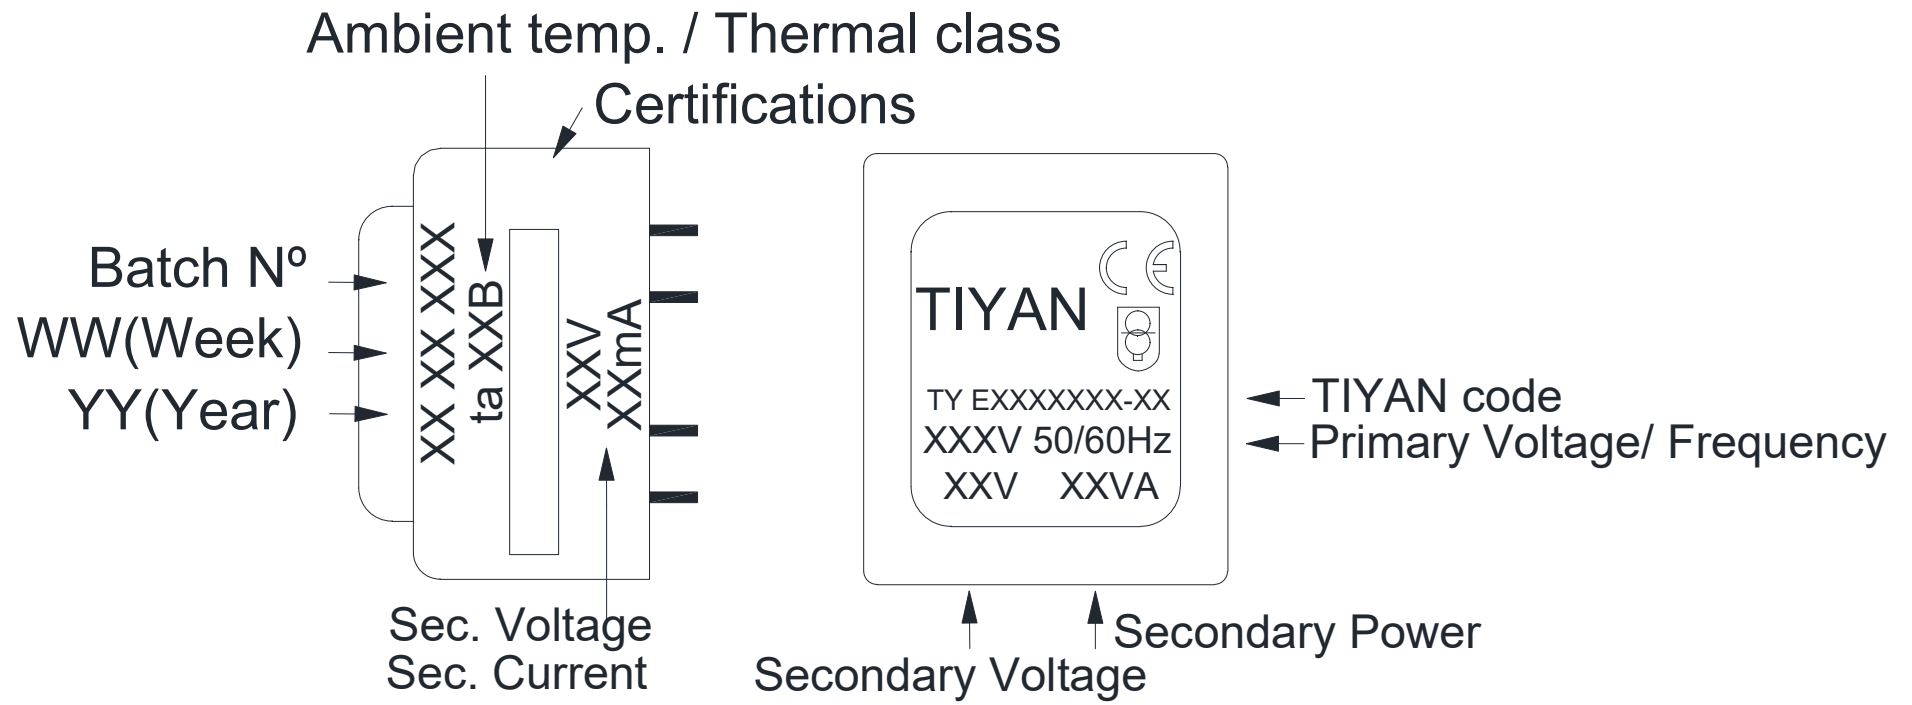 Ambient temp. / Thermal class
Certifications
Batch Nº
WW(Week)
YY(Year)
XX XX XXX
ta XXB
XXV
XXmA
Sec. Voltage
Sec. Current
CE
TIYAN
TY EXXXXXXX-XX
XXXV 50/60Hz
XXV XXVA
TIYAN code
Primary Voltage/ Frequency
Secondary Power
Secondary Voltage